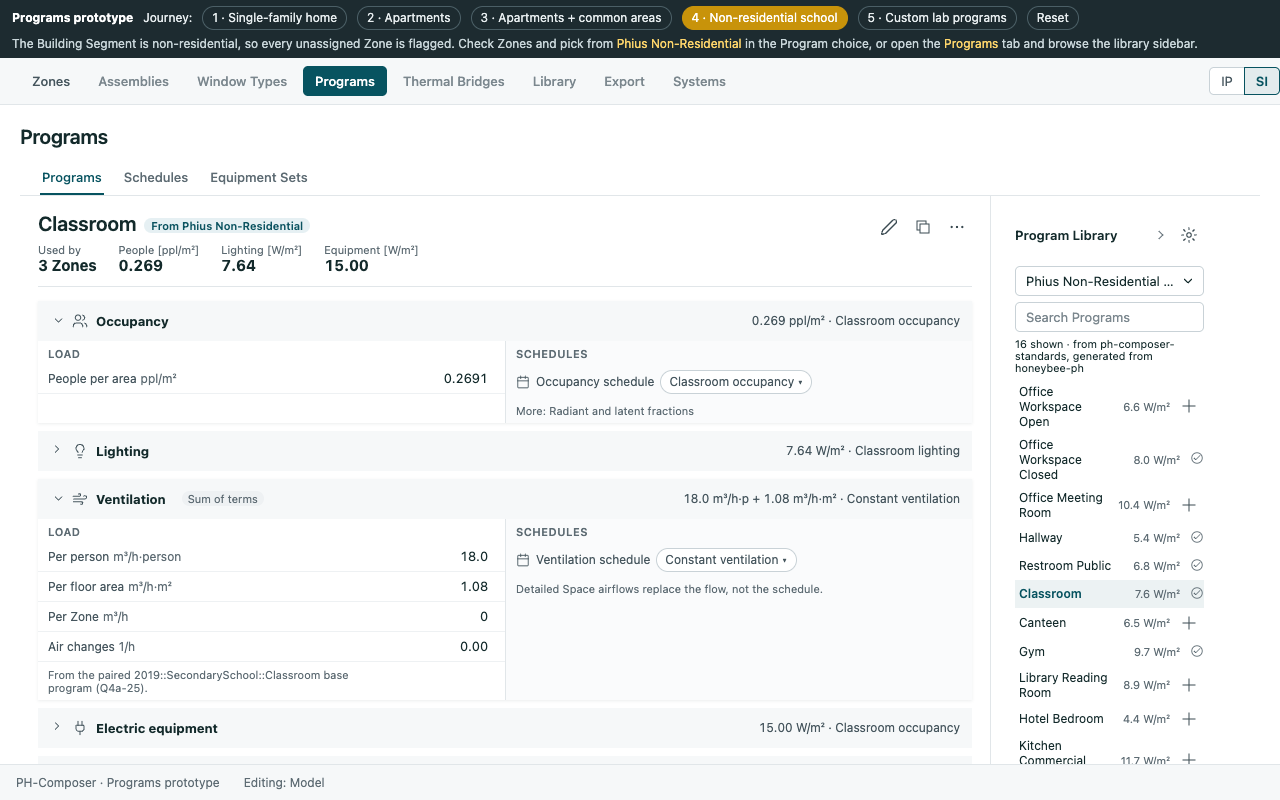 Programs prototype Journey: 1 · Single-family home 2 · Apartments 3 · Apartments + common areas 4 · Non-residential school 5 · Custom lab programs Reset
The Building Segment is non-residential, so every unassigned Zone is flagged. Check Zones and pick from Phius Non-Residential in the Program choice, or open the Programs tab and browse the library sidebar.
Zones Assemblies Window Types Programs Thermal Bridges Library Export Systems IP SI
Programs
Programs Schedules Equipment Sets
Classroom From Phius Non-Residential
Used by People [ppl/m²] Lighting [W/m²] Equipment [W/m²]
3 Zones 0.269 7.64 15.00
Occupancy 0.269 ppl/m² · Classroom occupancy
LOAD
People per area ppl/m² 0.2691
SCHEDULES
Occupancy schedule Classroom occupancy
More: Radiant and latent fractions
Lighting 7.64 W/m² · Classroom lighting
Ventilation Sum of terms 18.0 m³/h·p + 1.08 m³/h·m² · Constant ventilation
LOAD
Per person m³/h·person 18.0
Per floor area m³/h·m² 1.08
Per Zone m³/h 0
Air changes 1/h 0.00
From the paired 2019::SecondarySchool::Classroom base
program (Q4a-25).
SCHEDULES
Ventilation schedule Constant ventilation
Detailed Space airflows replace the flow, not the schedule.
Electric equipment 15.00 W/m² · Classroom occupancy
Program Library
Phius Non-Residential ...
Search Programs
16 shown · from ph-composer-
standards, generated from
honeybee-ph
Office
Workspace
Open
6.6 W/m²
Office
Workspace
Closed
8.0 W/m²
Office Meeting
Room
10.4 W/m²
Hallway 5.4 W/m²
Restroom Public 6.8 W/m²
Classroom 7.6 W/m²
Canteen 6.5 W/m²
Gym 9.7 W/m²
Library Reading
Room
8.9 W/m²
Hotel Bedroom 4.4 W/m²
Kitchen
Commercial
11.7 W/m²
PH-Composer · Programs prototype Editing: Model